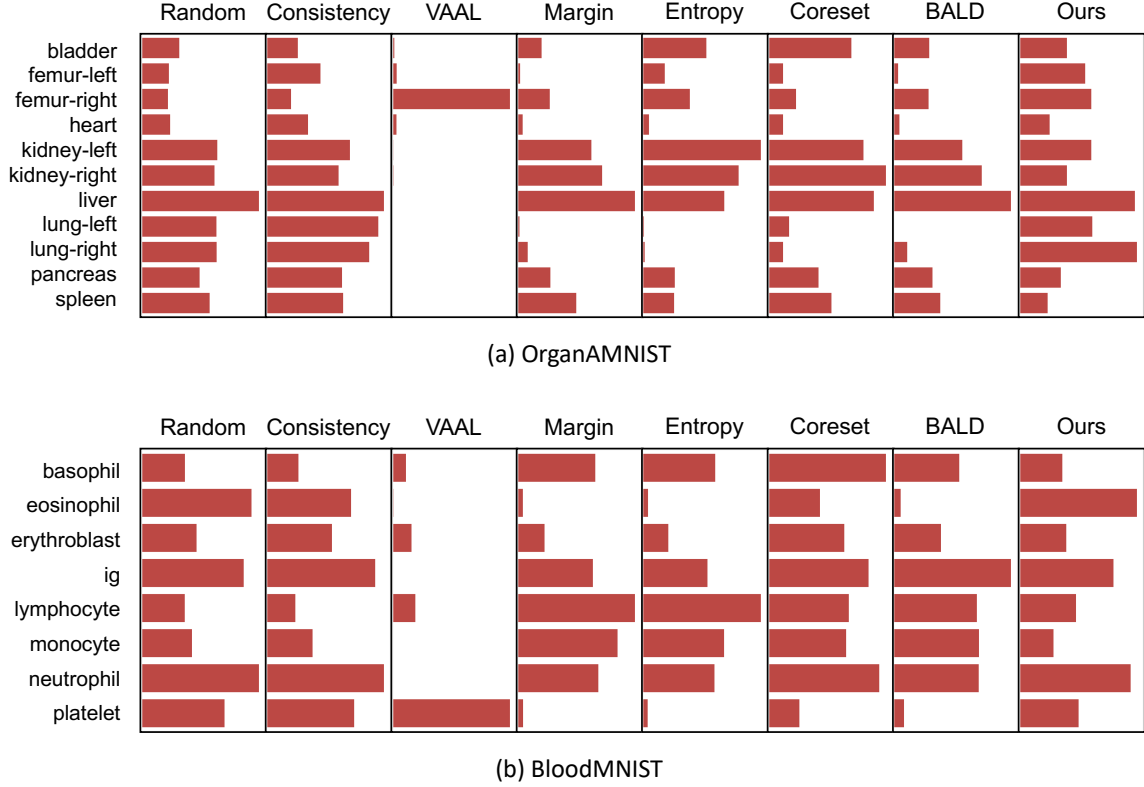 Random Consistency VAAL Margin Entropy Coreset BALD Ours
bladder
femur-left
femur-right
heart
kidney-left
kidney-right
liver
lung-left
lung-right
pancreas
spleen
(a) OrganAMNIST
Random Consistency VAAL Margin Entropy Coreset BALD Ours
basophil
eosinophil
erythroblast
ig
lymphocyte
monocyte
neutrophil
platelet
(b) BloodMNIST